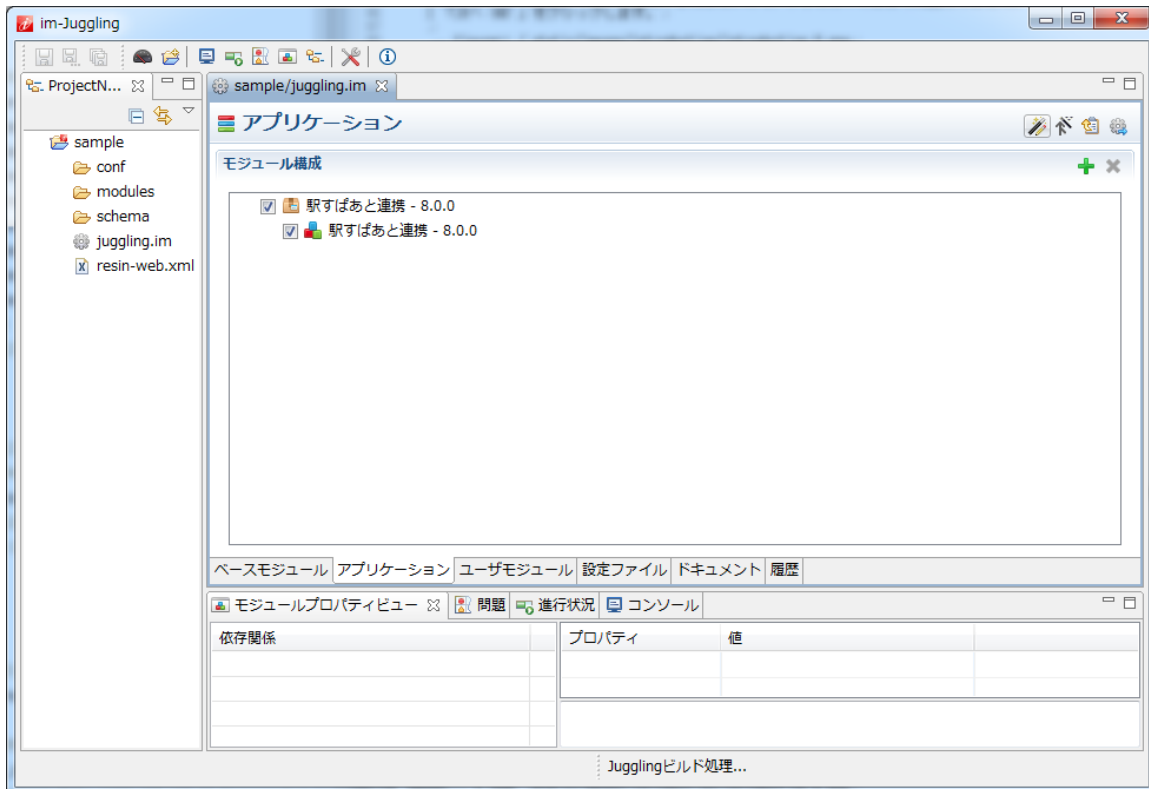 im-Juggling
ProjectN...
sample/juggling.im
sample
conf
modules
schema
juggling.im
resin-web.xml
アプリケーション
モジュール構成
駅すぱあと連携 - 8.0.0
駅すぱあと連携 - 8.0.0
ベースモジュール アプリケーション ユーザモジュール 設定ファイル ドキュメント 履歴
モジュールプロパティビュー 問題 進行状況 コンソール
依存関係 プロパティ 値
Jugglingビルド処理...